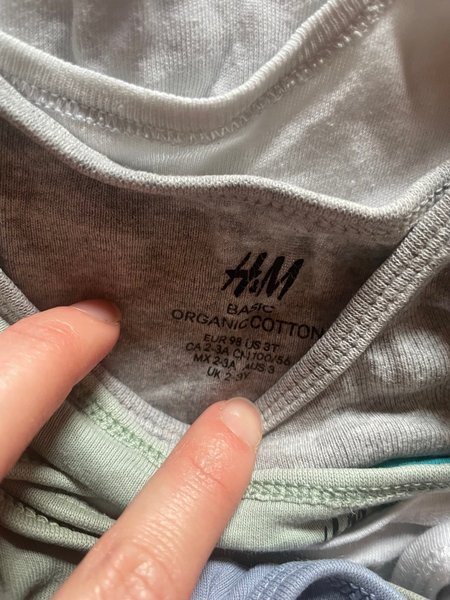 H&M
BASIC
ORGANIC COTTON
EUR 98 US 3T
CA 2-3A CN 100/56
MX 2-3A AUS 3
UK 2-3Y